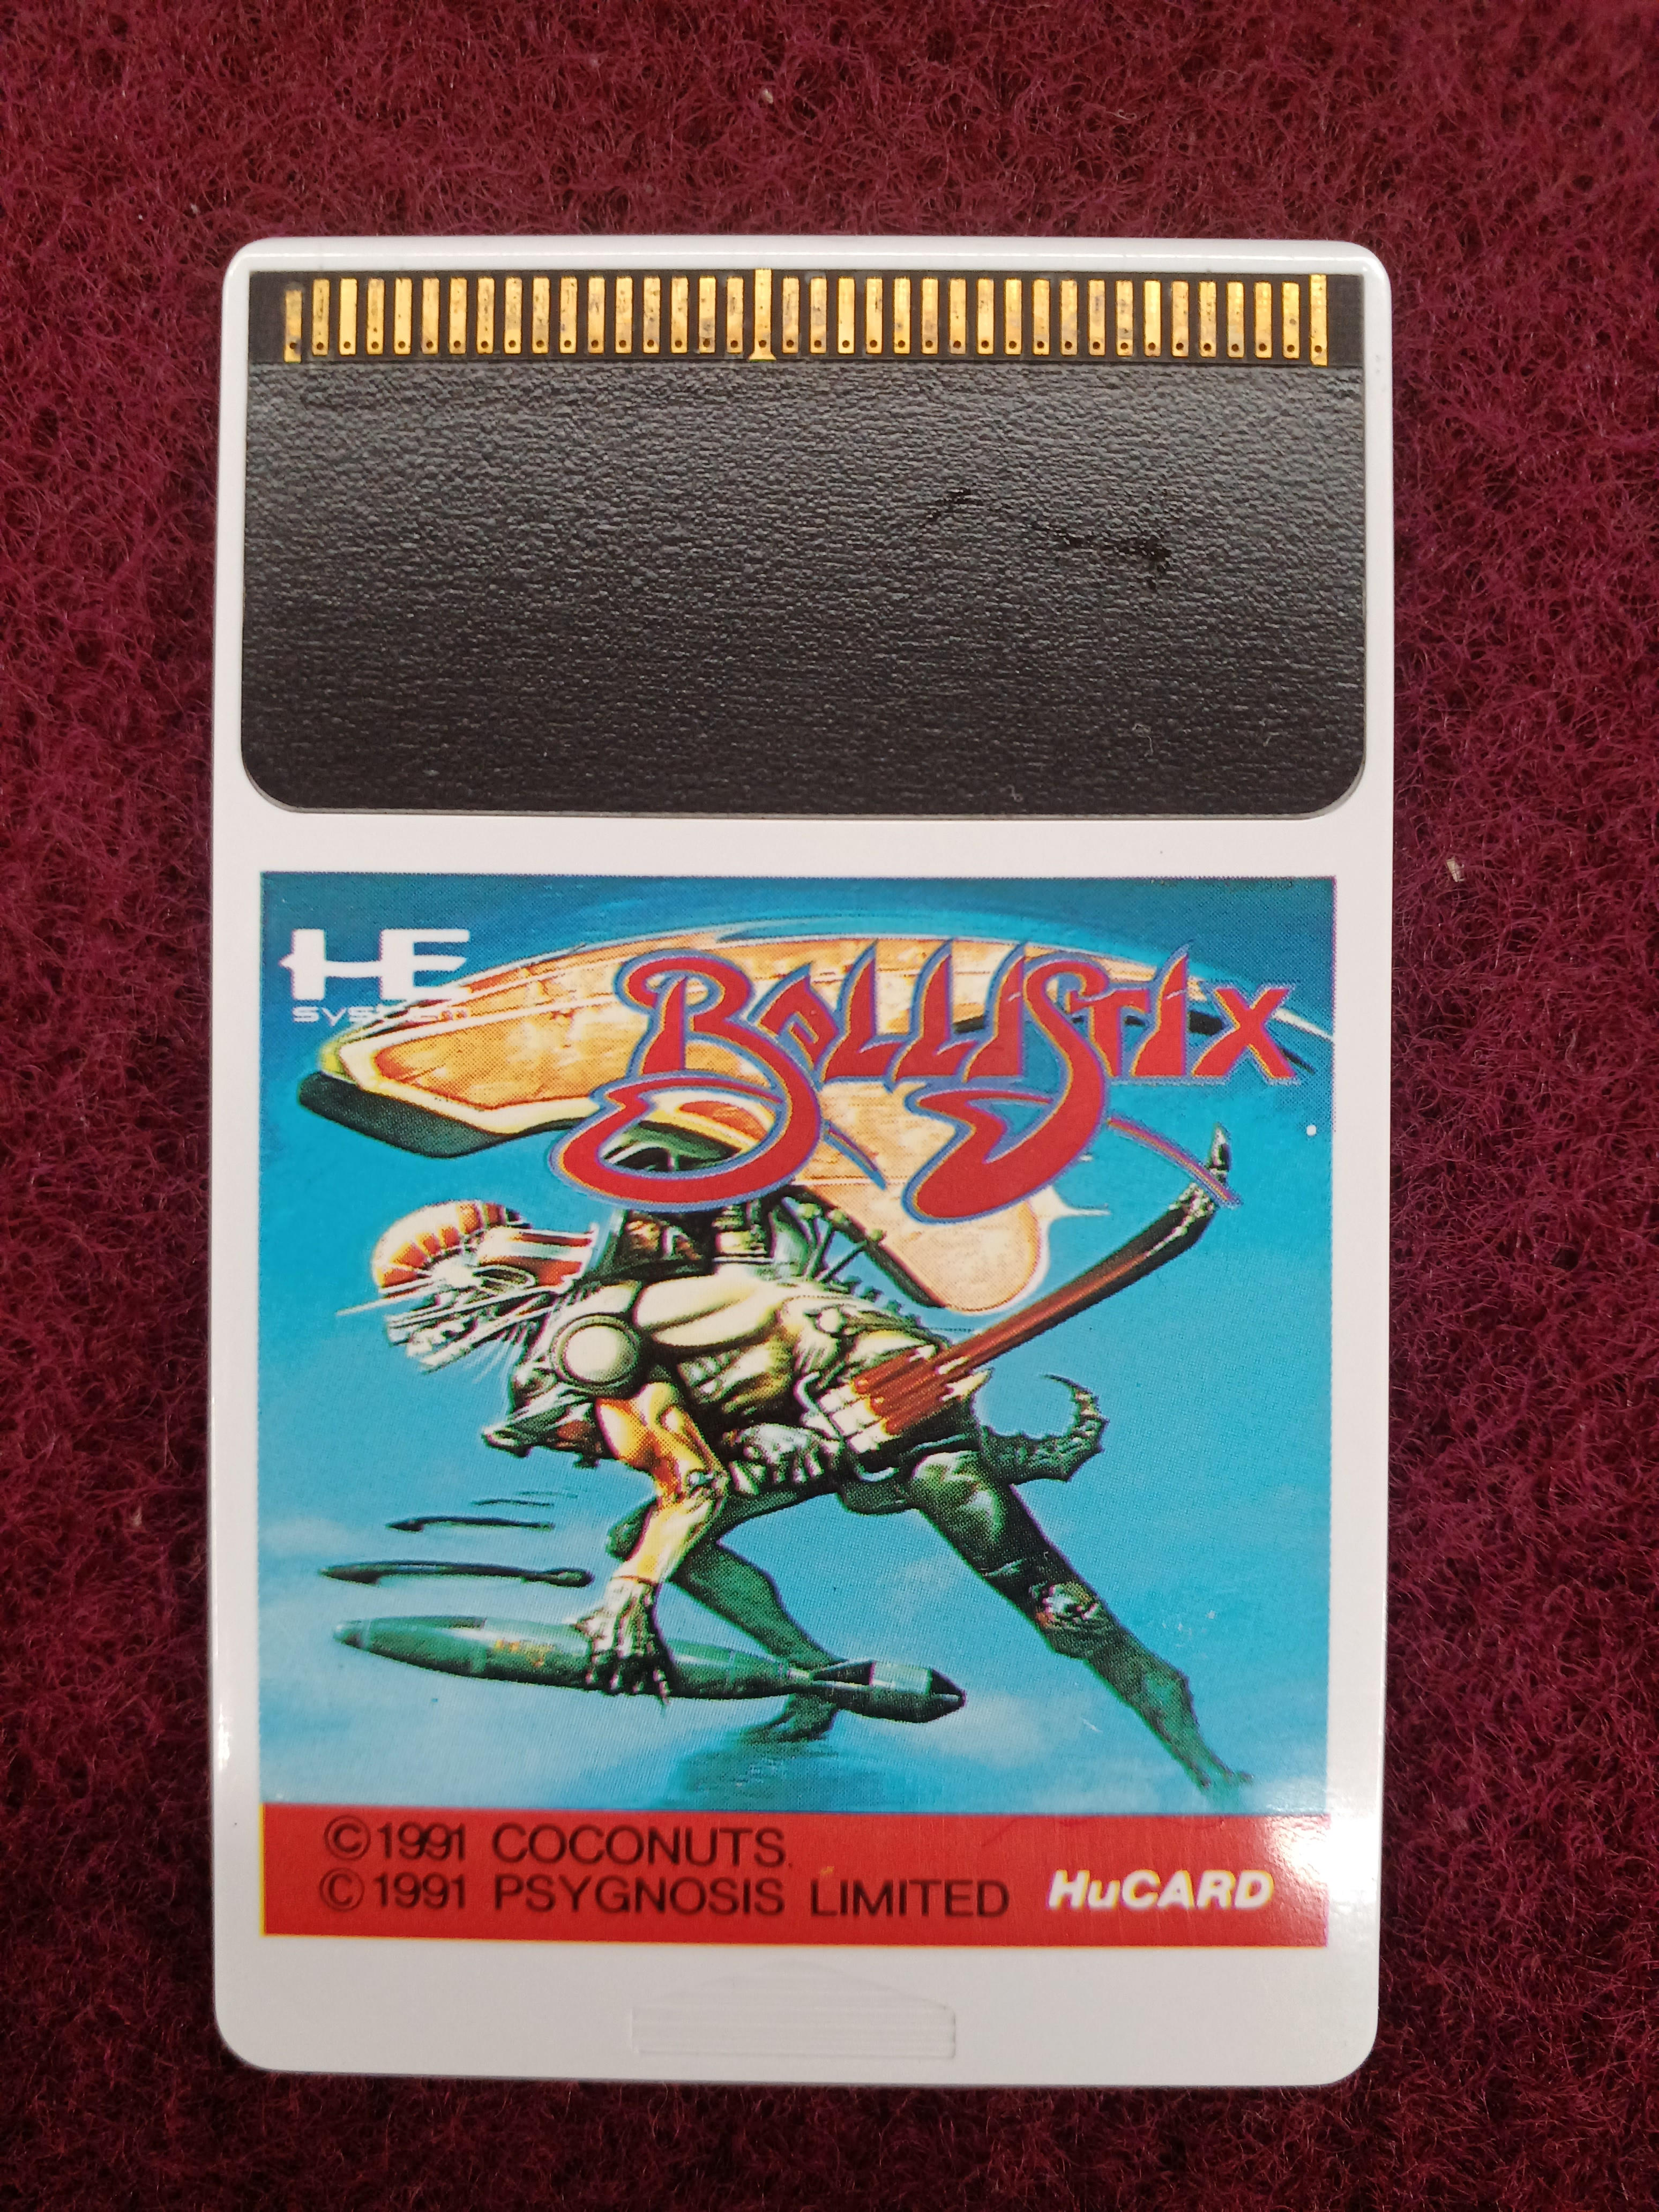 HE
SYSTEM
BALLISTIX
©1991 COCONUTS.
©1991 PSYGNOSIS LIMITED
HuCARD